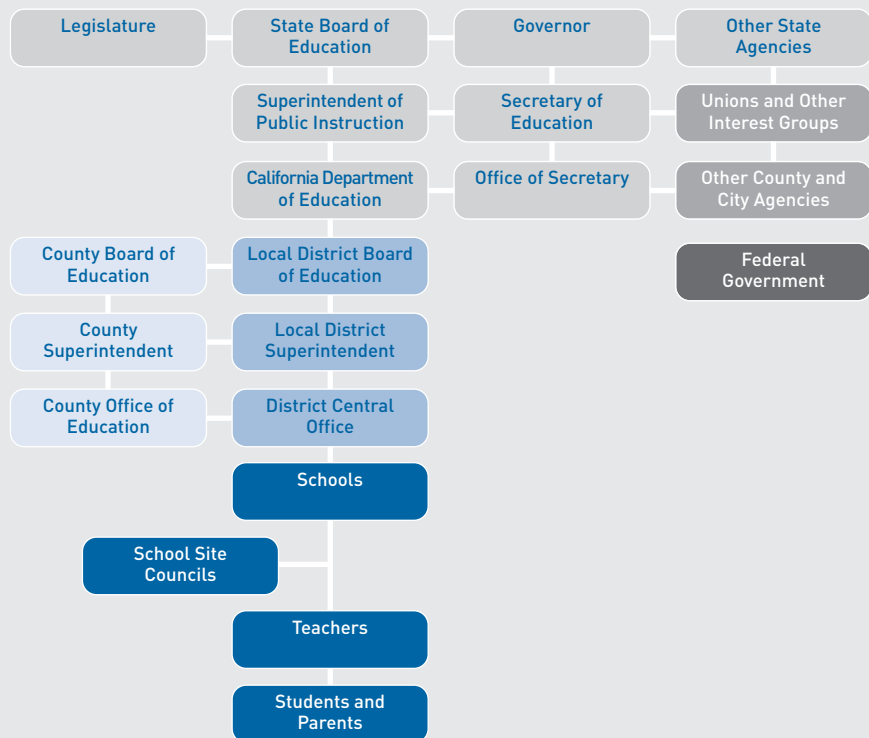 Legislature
State Board of
Education
Governor
Other State
Agencies
Superintendent of
Public Instruction
Secretary of
Education
Unions and Other
Interest Groups
California Department
of Education
Office of Secretary
Other County and
City Agencies
County Board of
Education
Local District Board
of Education
Federal
Government
County
Superintendent
Local District
Superintendent
County Office of
Education
District Central
Office
Schools
School Site
Councils
Teachers
Students and
Parents